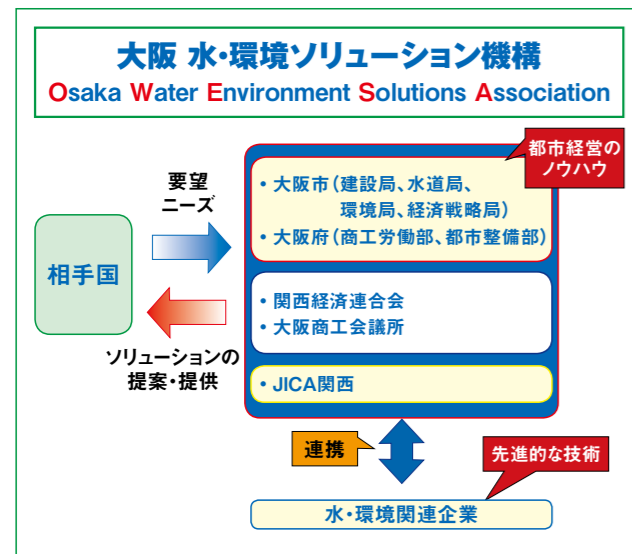 大阪 水・環境ソリューション機構
Osaka Water Environment Solutions Association
都市経営の
ノウハウ
要望
ニーズ
・大阪市（建設局、水道局、
環境局、経済戦略局）
・大阪府（商工労働部、都市整備部）
相手国
・関西経済連合会
・大阪商工会議所
ソリューションの
提案・提供
・JICA関西
連携
先進的な技術
水・環境関連企業